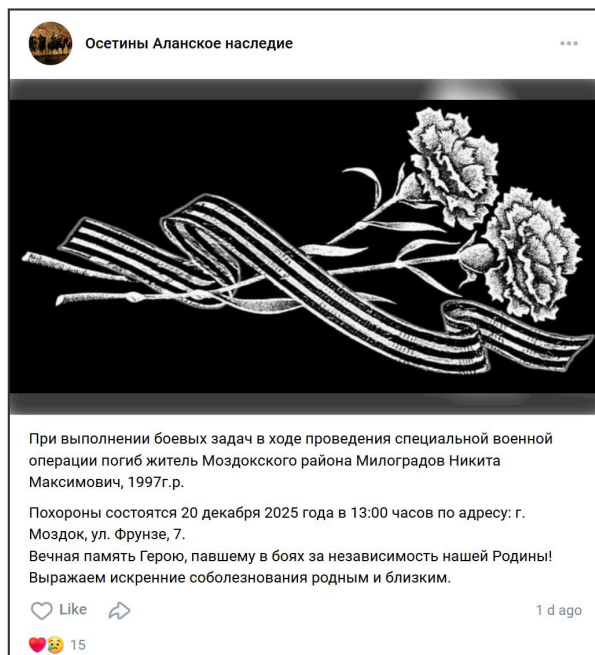 Осетины Аланское наследие
При выполнении боевых задач в ходе проведения специальной военной
операции погиб житель Моздокского района Милоградов Никита
Максимович, 1997г.р.
Похороны состоятся 20 декабря 2025 года в 13:00 часов по адресу: г.
Моздок, ул. Фрунзе, 7.
Вечная память Герою, павшему в боях за независимость нашей Родины!
Выражаем искренние соболезнования родным и близким.
Like
1 d ago
15